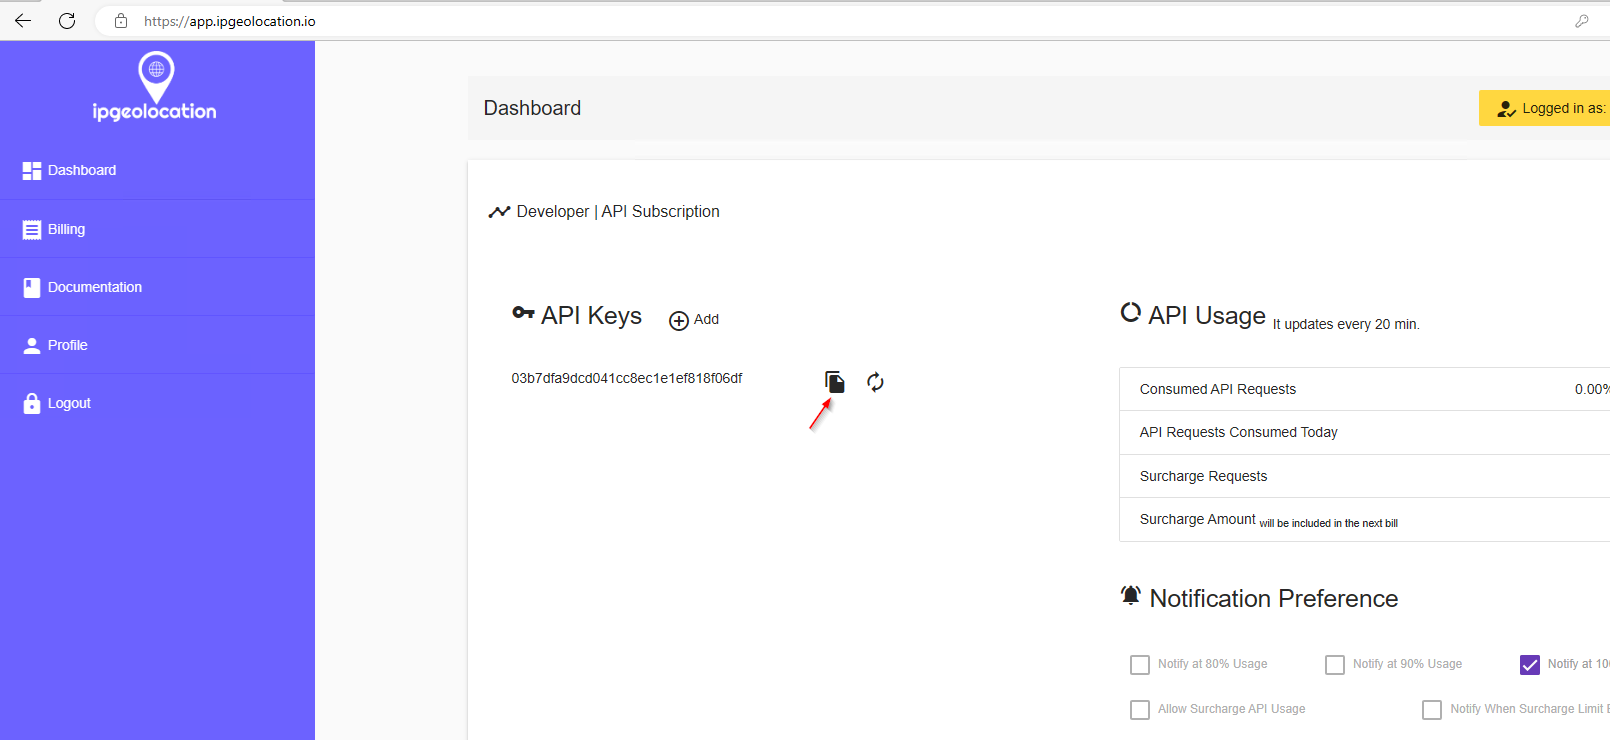 https://app.ipgeolocation.io
ipgeolocation
Dashboard
Billing
Documentation
Profile
Logout
Dashboard
Logged in as:
Developer | API Subscription
API Keys
Add
03b7dfa9dcd041cc8ec1e1ef818f06df
API Usage It updates every 20 min.
Consumed API Requests 0.00%
API Requests Consumed Today
Surcharge Requests
Surcharge Amount will be included in the next bill
Notification Preference
Notify at 80% Usage
Notify at 90% Usage
Notify at 10
Allow Surcharge API Usage
Notify When Surcharge Limit